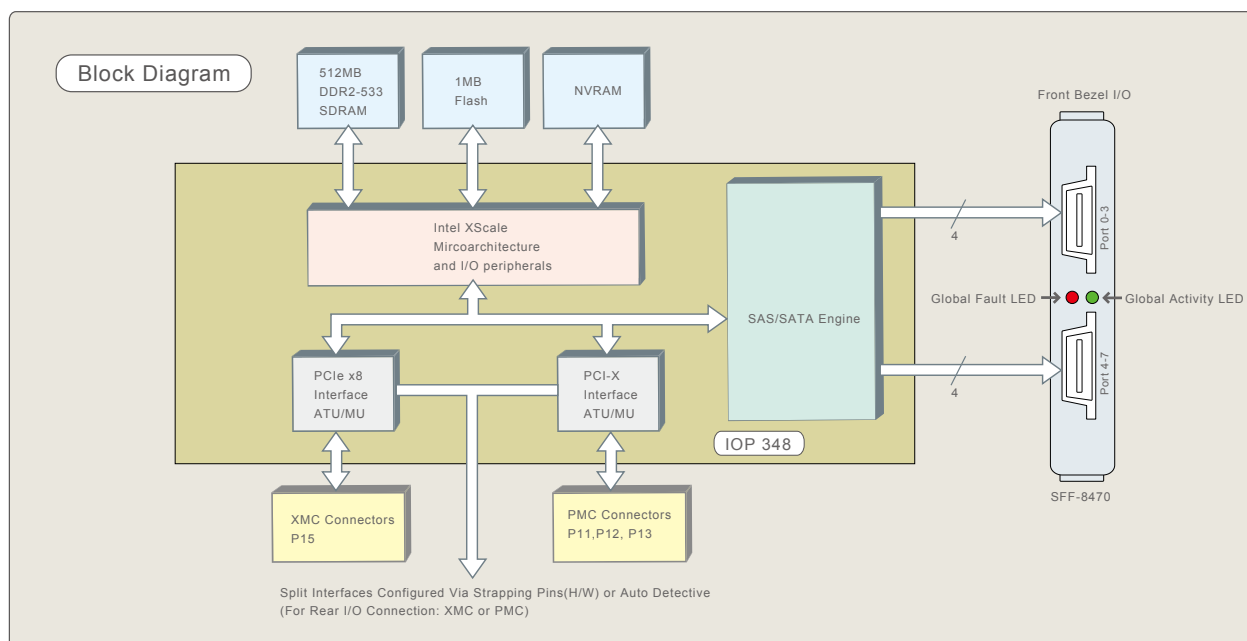 Block Diagram
512MB
DDR2-533
SDRAM
1MB
Flash
NVRAM
Front Bezel I/O
Intel XScale
Mircoarchitecture
and I/O peripherals
SAS/SATA Engine
4
Port 0-3
Global Fault LED
Global Activity LED
4
Port 4-7
PCIe x8
Interface
ATU/MU
PCI-X
Interface
ATU/MU
IOP 348
SFF-8470
XMC Connectors
P15
PMC Connectors
P11,P12, P13
Split Interfaces Configured Via Strapping Pins(H/W) or Auto Detective
(For Rear I/O Connection: XMC or PMC)